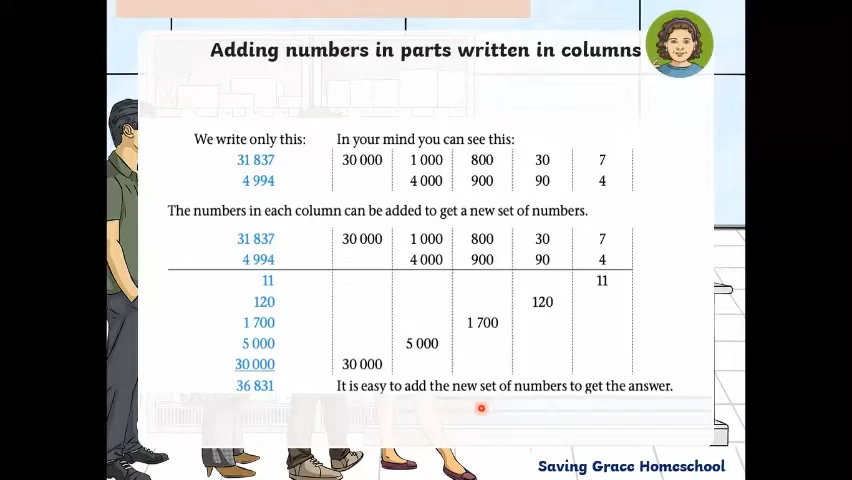 Adding numbers in parts written in columns
We write only this: In your mind you can see this:
31 837 30 000 1 000 800 30 7
4 994 4 000 900 90 4
The numbers in each column can be added to get a new set of numbers.
31 837 30 000 1 000 800 30 7
4 994 4 000 900 90 4
11 11
120 120
1 700 1 700
5 000 5 000
30 000 30 000
36 831 It is easy to add the new set of numbers to get the answer.
Saving Grace Homeschool